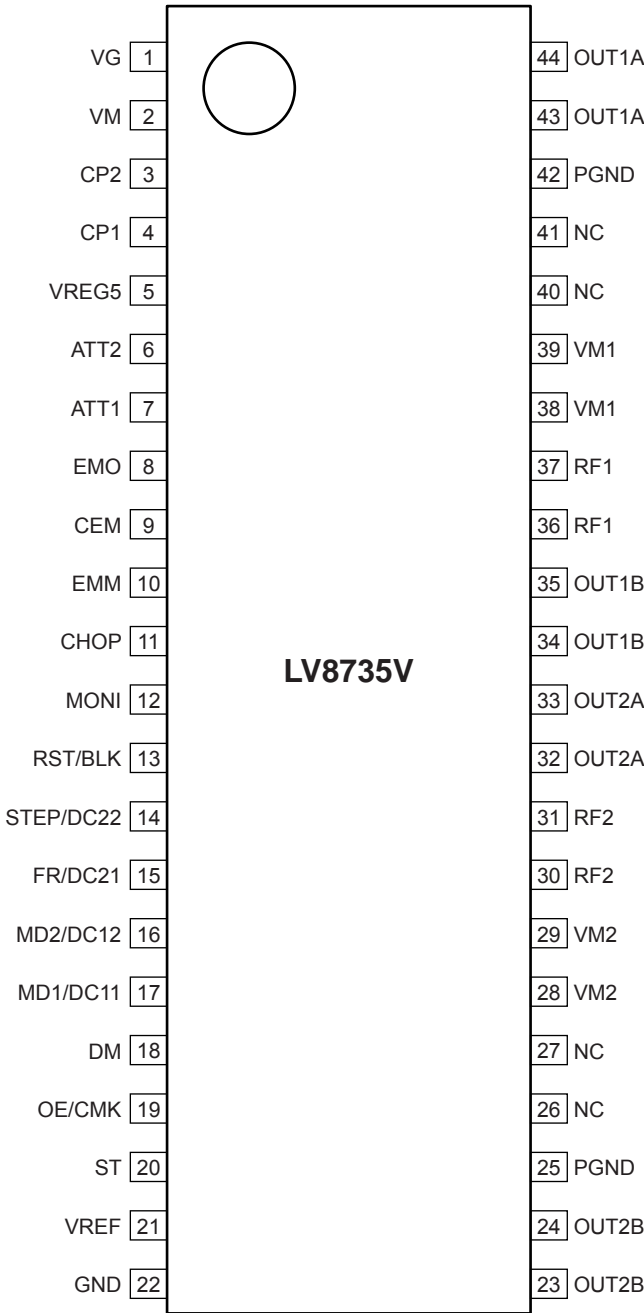 VG 1 44 OUT1A
VM 2 43 OUT1A
CP2 3 42 PGND
CP1 4 41 NC
VREG5 5 40 NC
ATT2 6 39 VM1
ATT1 7 38 VM1
EMO 8 37 RF1
CEM 9 36 RF1
EMM 10 35 OUT1B
CHOP 11 34 OUT1B
LV8735V
MONI 12 33 OUT2A
RST/BLK 13 32 OUT2A
STEP/DC22 14 31 RF2
FR/DC21 15 30 RF2
MD2/DC12 16 29 VM2
MD1/DC11 17 28 VM2
DM 18 27 NC
OE/CMK 19 26 NC
ST 20 25 PGND
VREF 21 24 OUT2B
GND 22 23 OUT2B